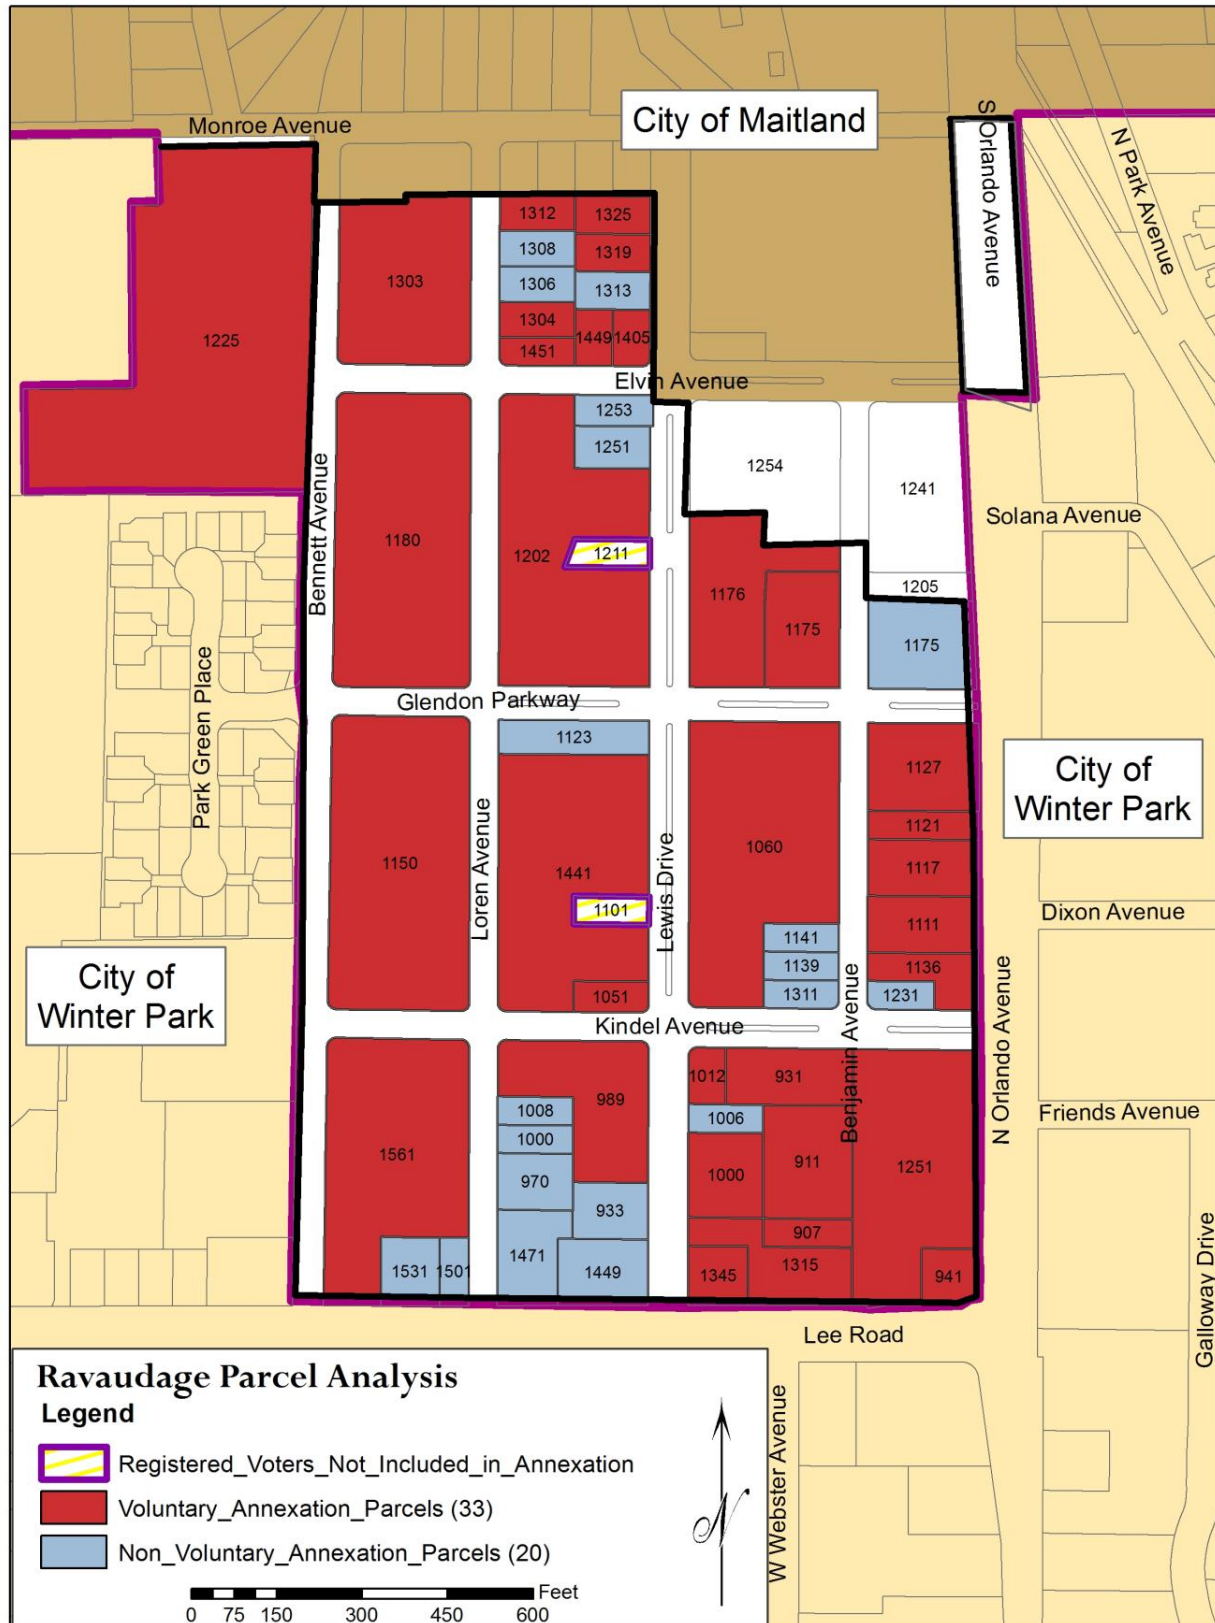 Monroe Avenue
City of Maitland
S Orlando Avenue
N Park Avenue
1312
1325
1308
1319
1303
1306
1313
1225
1304
1449
1405
1451
Elvin Avenue
1253
1251
1254
1241
Solana Avenue
Bennett Avenue
1180
1202
1211
1176
1205
1175
1175
Park Green Place
Glendon Parkway
1123
1127
City of
Winter Park
1121
1060
1150
1441
1117
Loren Avenue
Lewis Drive
1101
1111
Dixon Avenue
1141
1139
1136
City of
Winter Park
1051
1311
1231
Kindel Avenue
Benjamin Avenue
N Orlando Avenue
1012
931
989
1008
1006
Friends Avenue
1000
1561
911
1251
970
1000
933
907
1471
1531
1501
1449
1345
1315
941
Galloway Drive
Lee Road
W Webster Avenue
Ravaudage Parcel Analysis
Legend
Registered_Voters_Not_Included_in_Annexation
Voluntary_Annexation_Parcels (33)
Non_Voluntary_Annexation_Parcels (20)
N
Feet
0 75 150 300 450 600